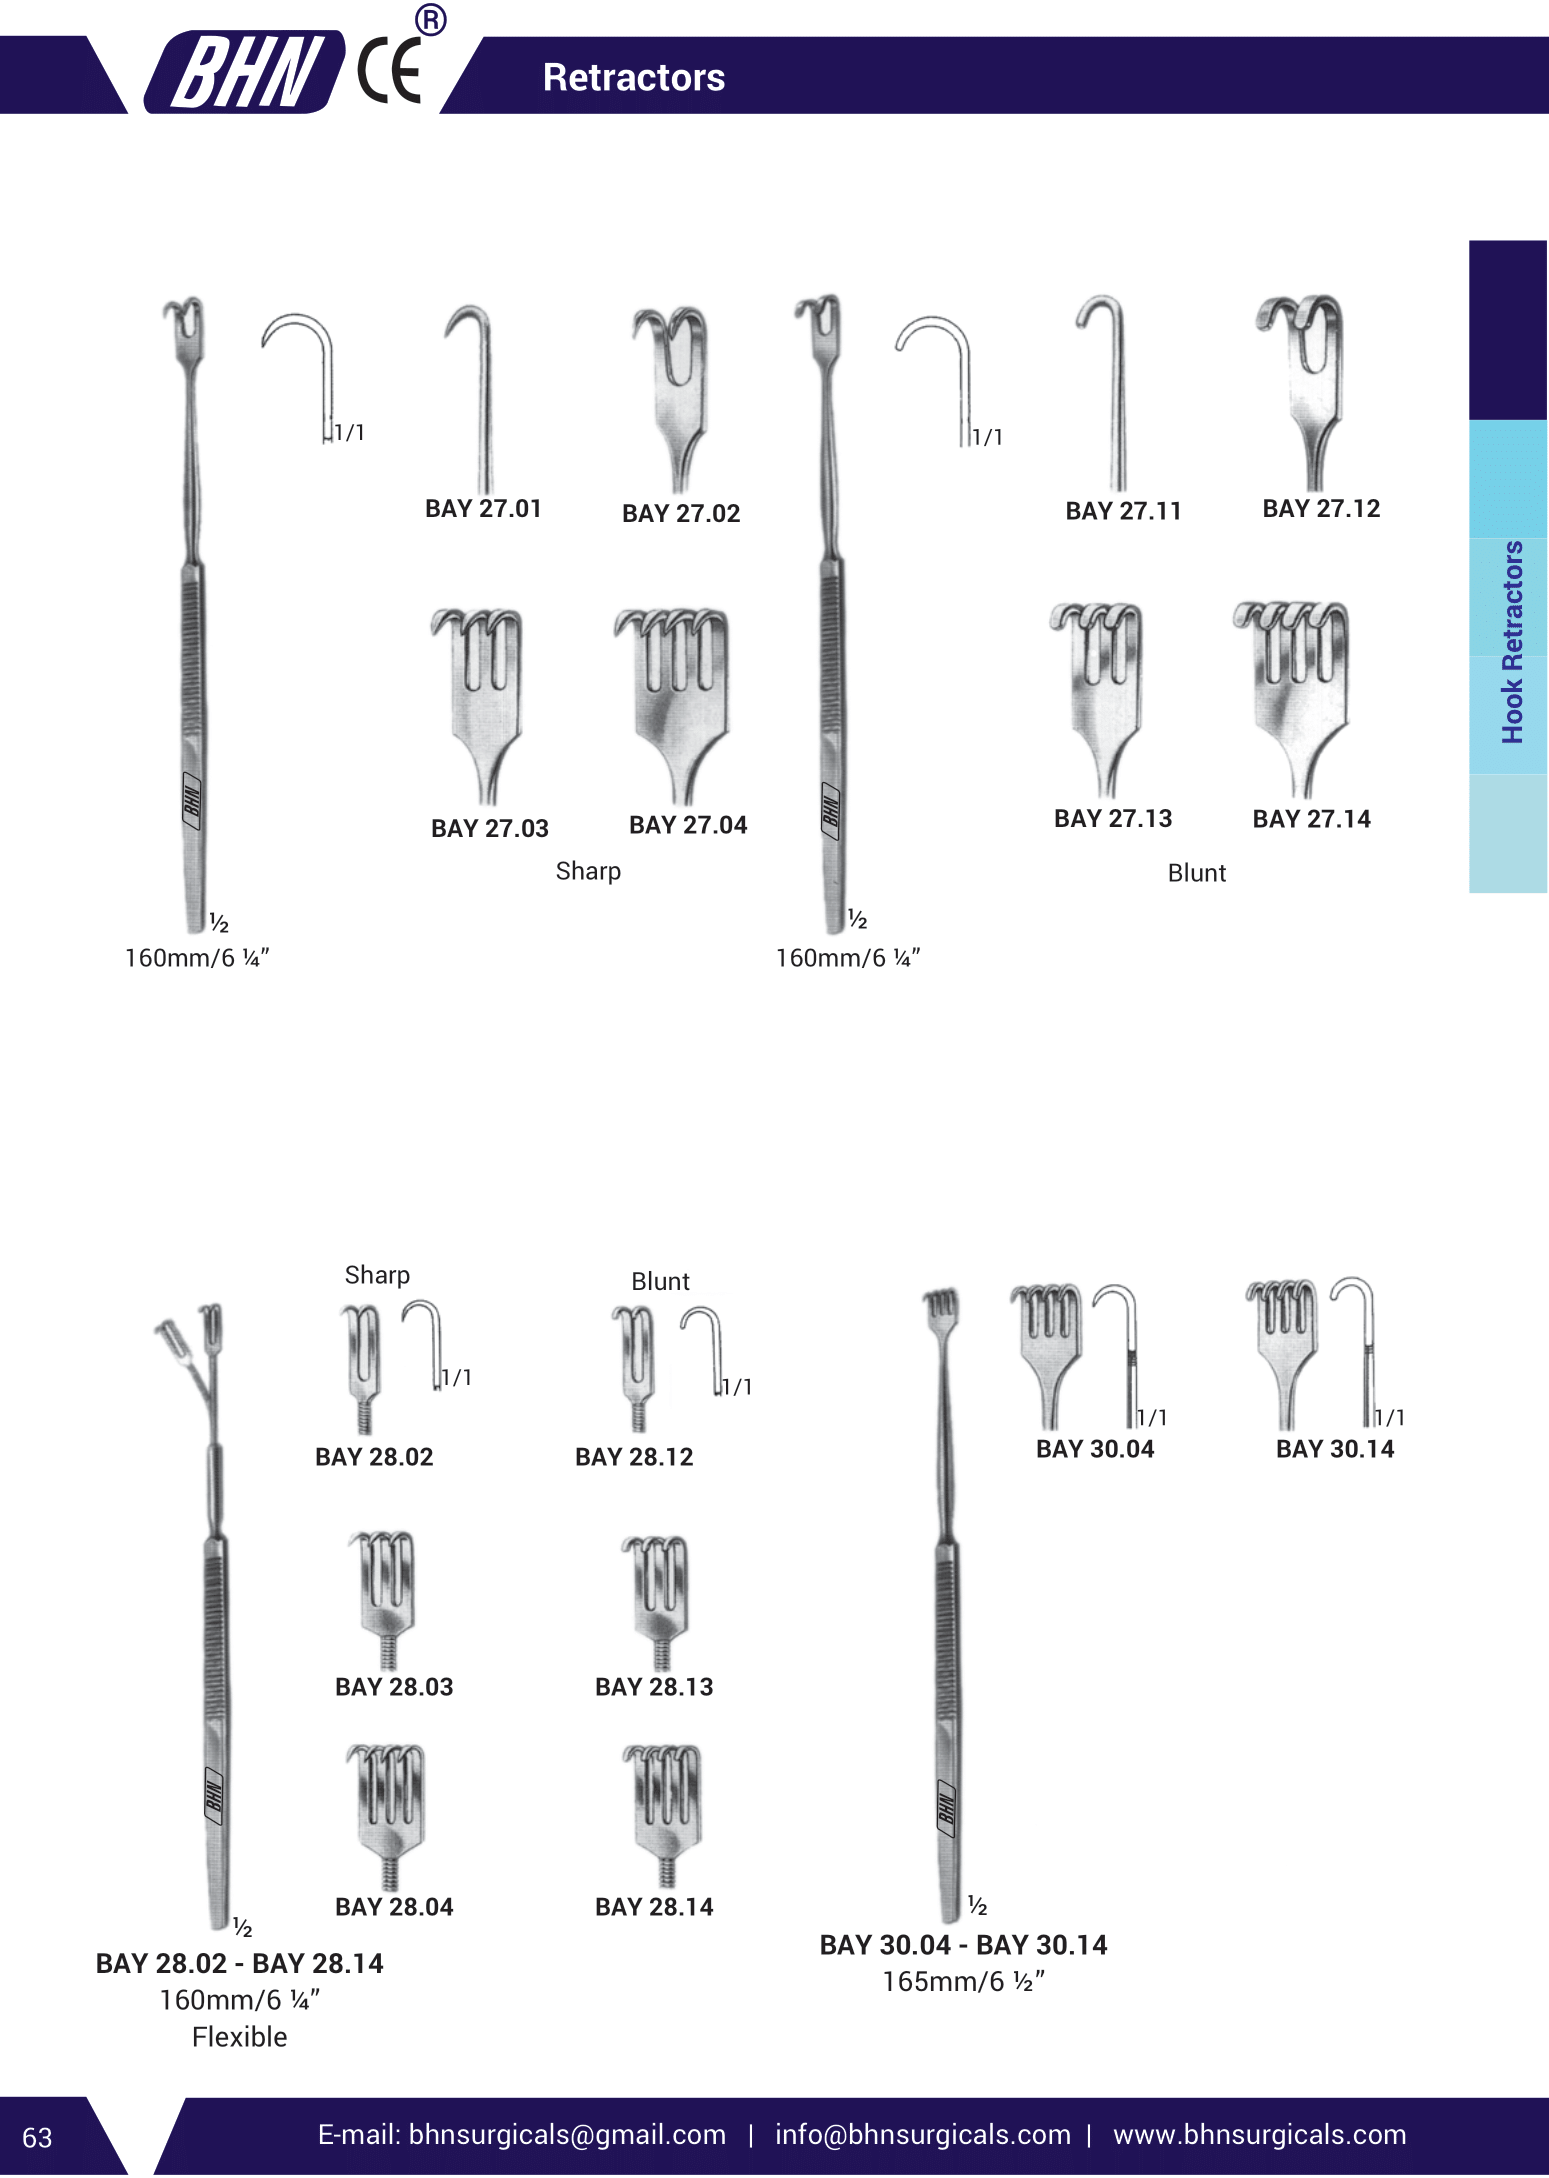 BHN CE ®
Retractors
1/1
1/1
BAY 27.01
BAY 27.02
BAY 27.11
BAY 27.12
BHN
BHN
BAY 27.03
BAY 27.04
BAY 27.13
BAY 27.14
Sharp
Blunt
½
½
160mm/6 ¼”
160mm/6 ¼”
Hook Retractors
Sharp
Blunt
1/1
1/1
1/1
1/1
BAY 28.02
BAY 28.12
BAY 30.04
BAY 30.14
BAY 28.03
BAY 28.13
BHN
BHN
BAY 28.04
BAY 28.14
½
½
BAY 28.02 - BAY 28.14
160mm/6 ¼”
Flexible
BAY 30.04 - BAY 30.14
165mm/6 ½”
63
E-mail: bhnsurgicals@gmail.com | info@bhnsurgicals.com | www.bhnsurgicals.com